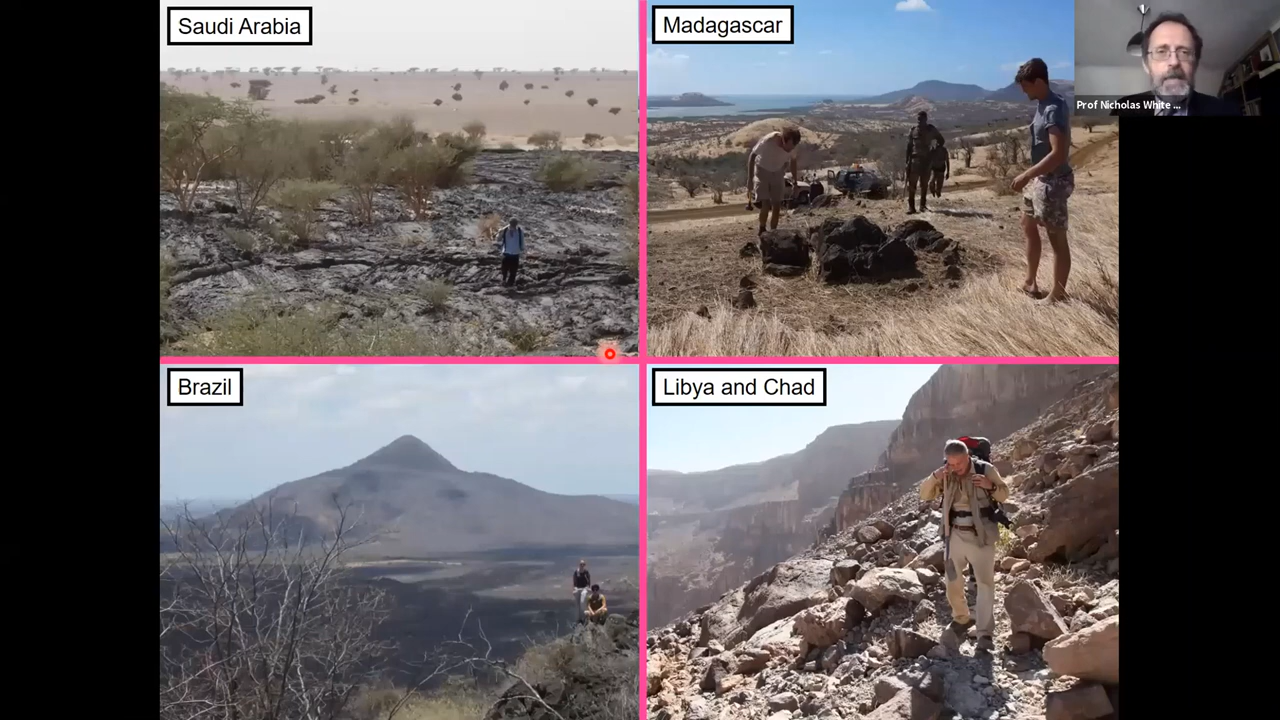 Saudi Arabia
Madagascar
Prof Nicholas White ...
Brazil
Libya and Chad